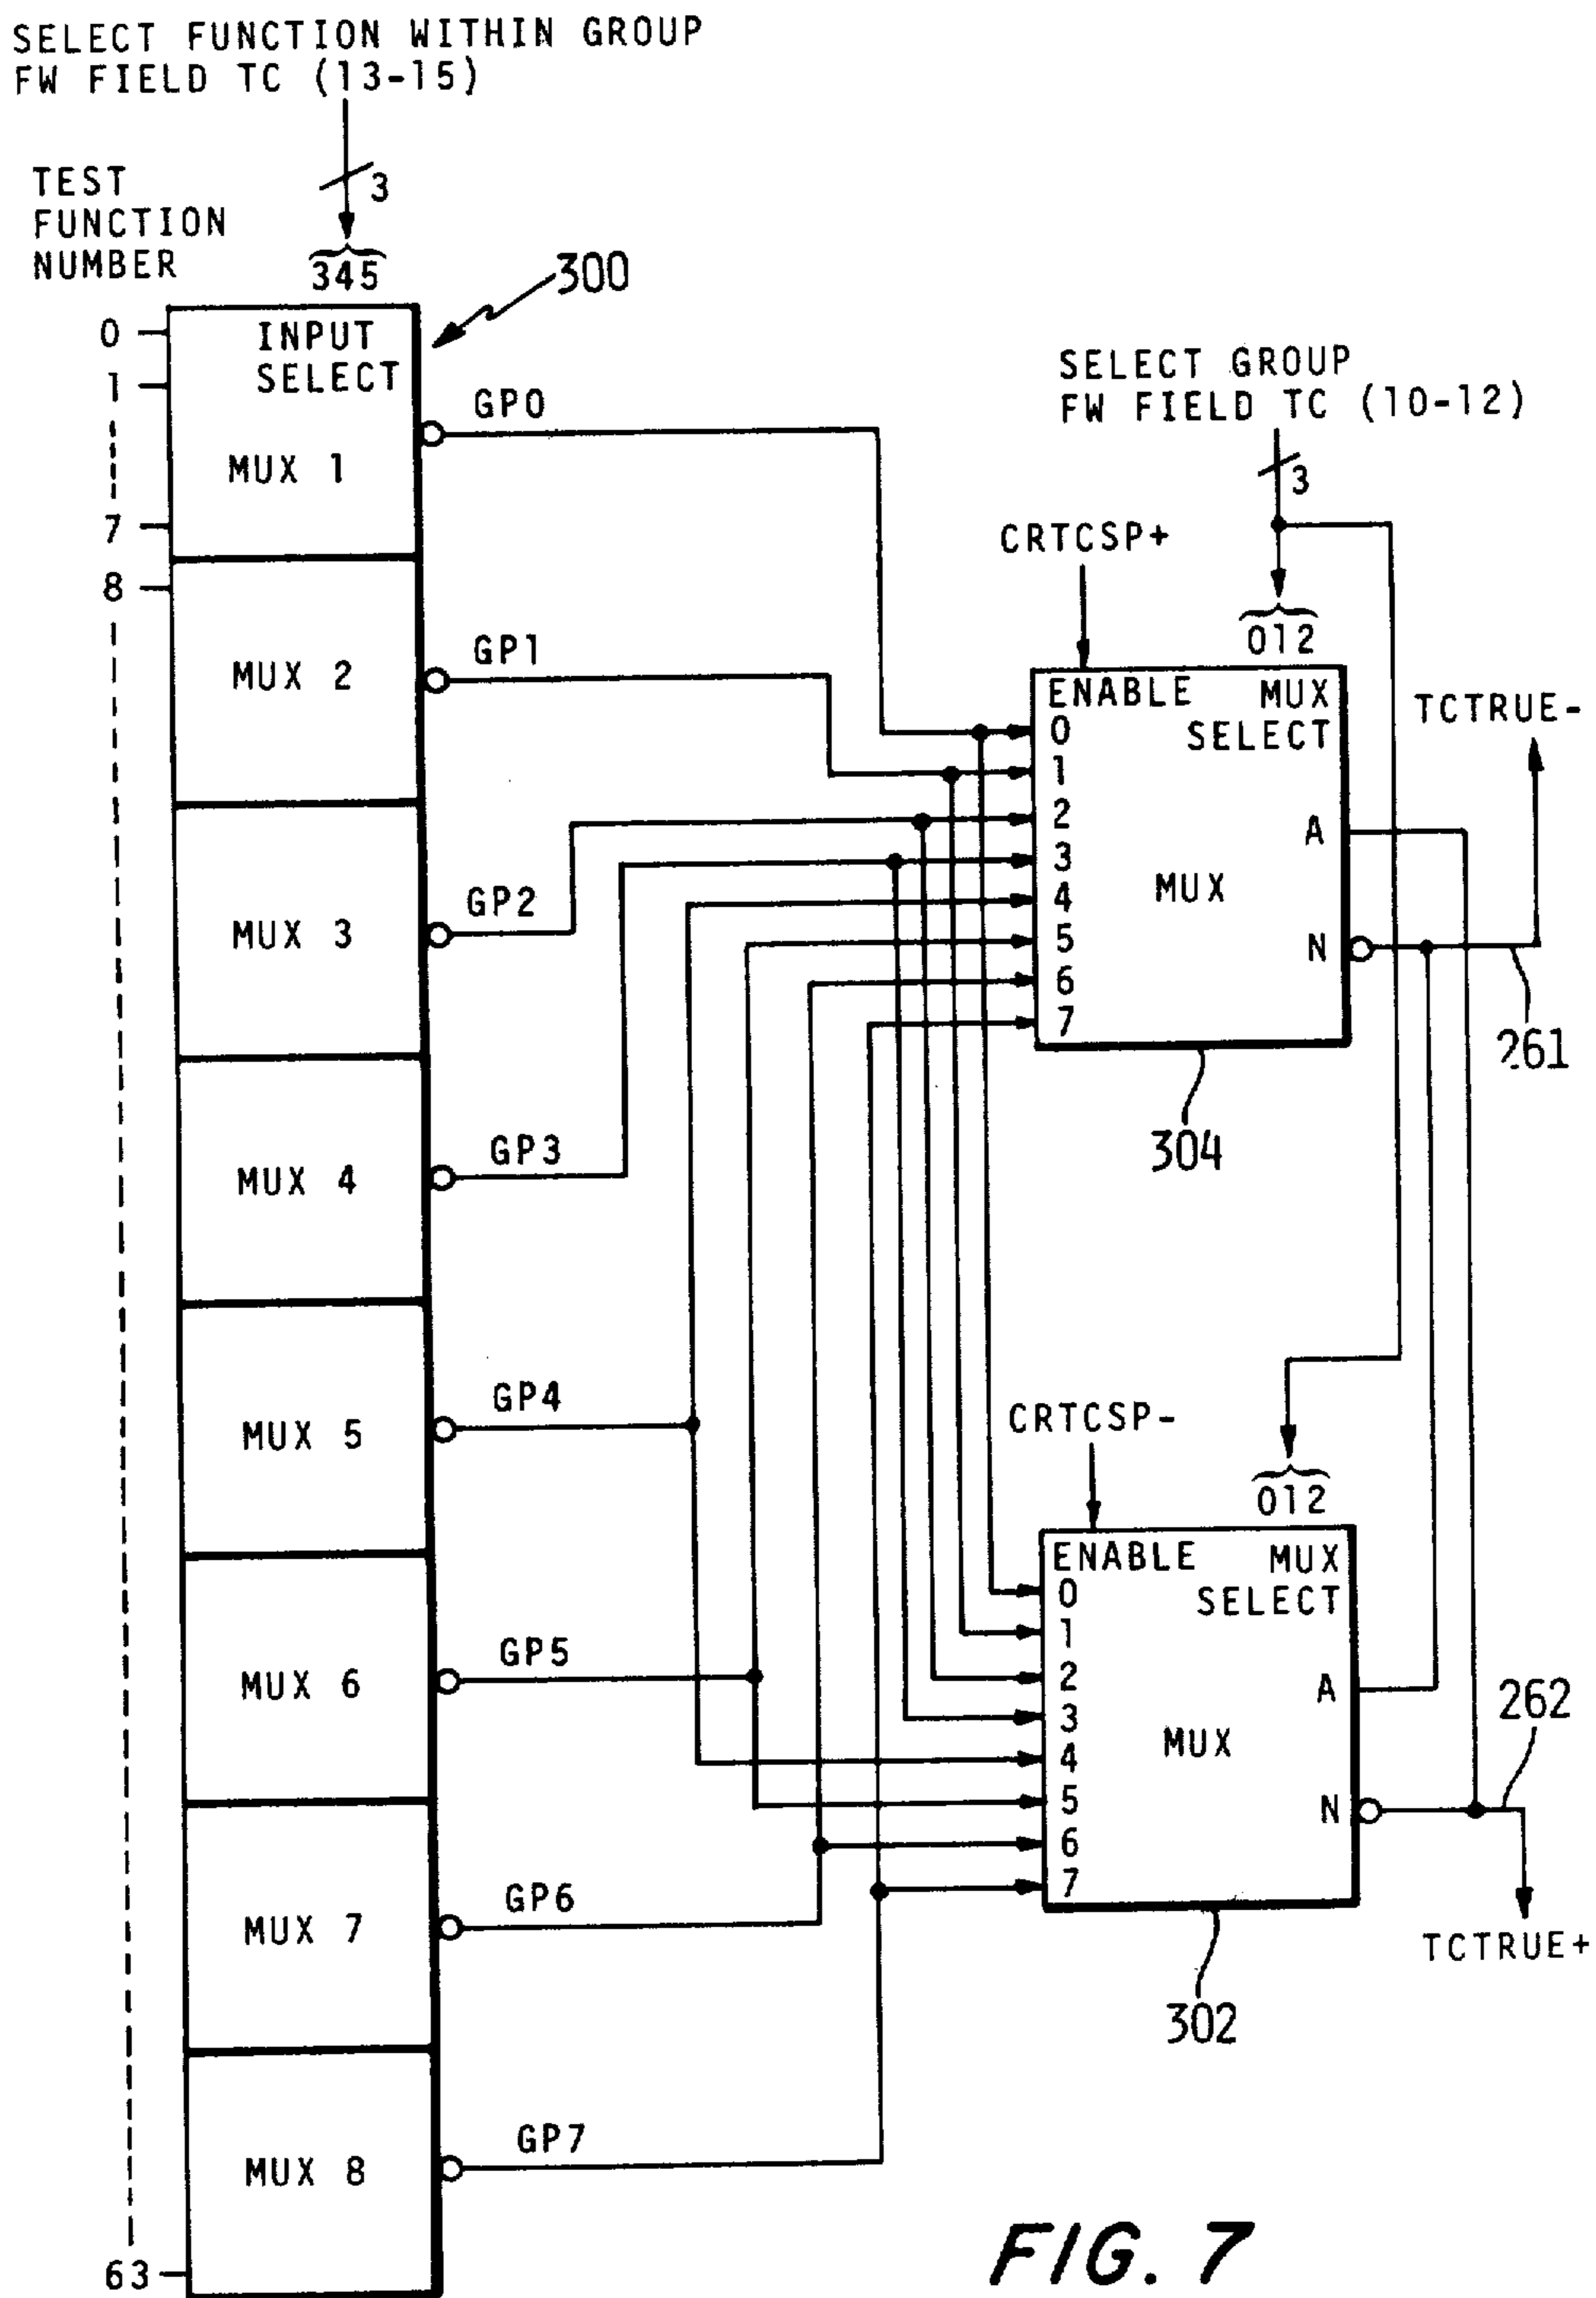 SELECT FUNCTION WITHIN GROUP
FW FIELD TC (13-15)
3
TEST
FUNCTION
NUMBER
345
300
0
1
7
8
63
INPUT
SELECT
MUX 1
MUX 2
MUX 3
MUX 4
MUX 5
MUX 6
MUX 7
MUX 8
GP0
GP1
GP2
GP3
GP4
GP5
GP6
GP7
SELECT GROUP
FW FIELD TC (10-12)
3
CRTCSP+
012
ENABLE MUX
SELECT
0
1
2
3
4
5
6
7
MUX
A
N
TCTRUE-
261
304
CRTCSP-
012
ENABLE MUX
SELECT
0
1
2
3
4
5
6
7
MUX
A
N
262
TCTRUE+
302
FIG. 7